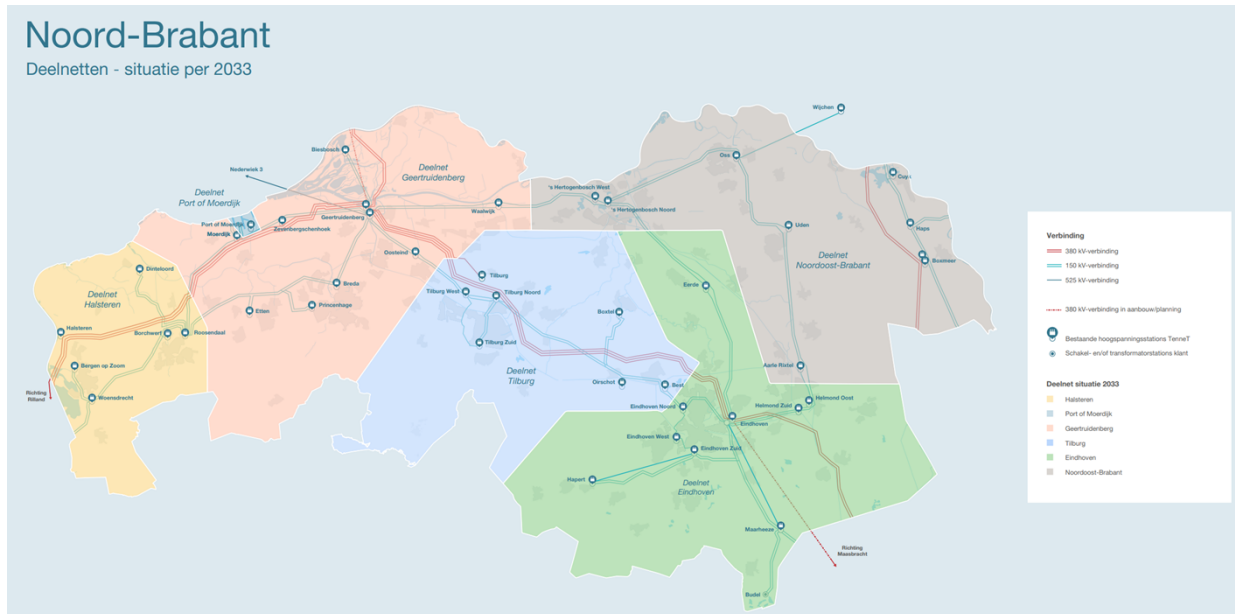 Noord-Brabant
Deelnetten - situatie per 2033
Wijchen
Biesbosch
Oss
Nederwiek 3
Deelnet
Geertruidenberg
Cuijk
Deelnet
Port of Moerdijk
's Hertogenbosch West
's Hertogenbosch Noord
Waalwijk
Geertruidenberg
Port of Moerdijk
Zevenbergschenhoek
Moerdijk
Haps
Uden
Oosteind
Boxmeer
Deelnet
Noordoost-Brabant
Dinteloord
Tilburg
Breda
Eerde
Deelnet
Halsteren
Tilburg West
Tilburg Noord
Princenhage
Etten
Boxtel
Halsteren
Borchwerf
Roosendaal
Tilburg Zuid
Bergen op Zoom
Aarle Rixtel
Deelnet
Tilburg
Oirschot
Best
Richting
Rilland
Woensdrecht
Eindhoven Noord
Helmond Zuid
Helmond Oost
Eindhoven
Eindhoven West
Eindhoven Zuid
Hapert
Deelnet
Eindhoven
Maarheeze
Richting
Maasbracht
Budel
Verbinding
380 kV-verbinding
150 kV-verbinding
525 kV-verbinding
380 kV-verbinding in aanbouw/planning
Bestaande hoogspanningsstations TenneT
Schakel- en/of transformatorstations klant
Deelnet situatie 2033
Halsteren
Port of Moerdijk
Geertruidenberg
Tilburg
Eindhoven
Noordoost-Brabant